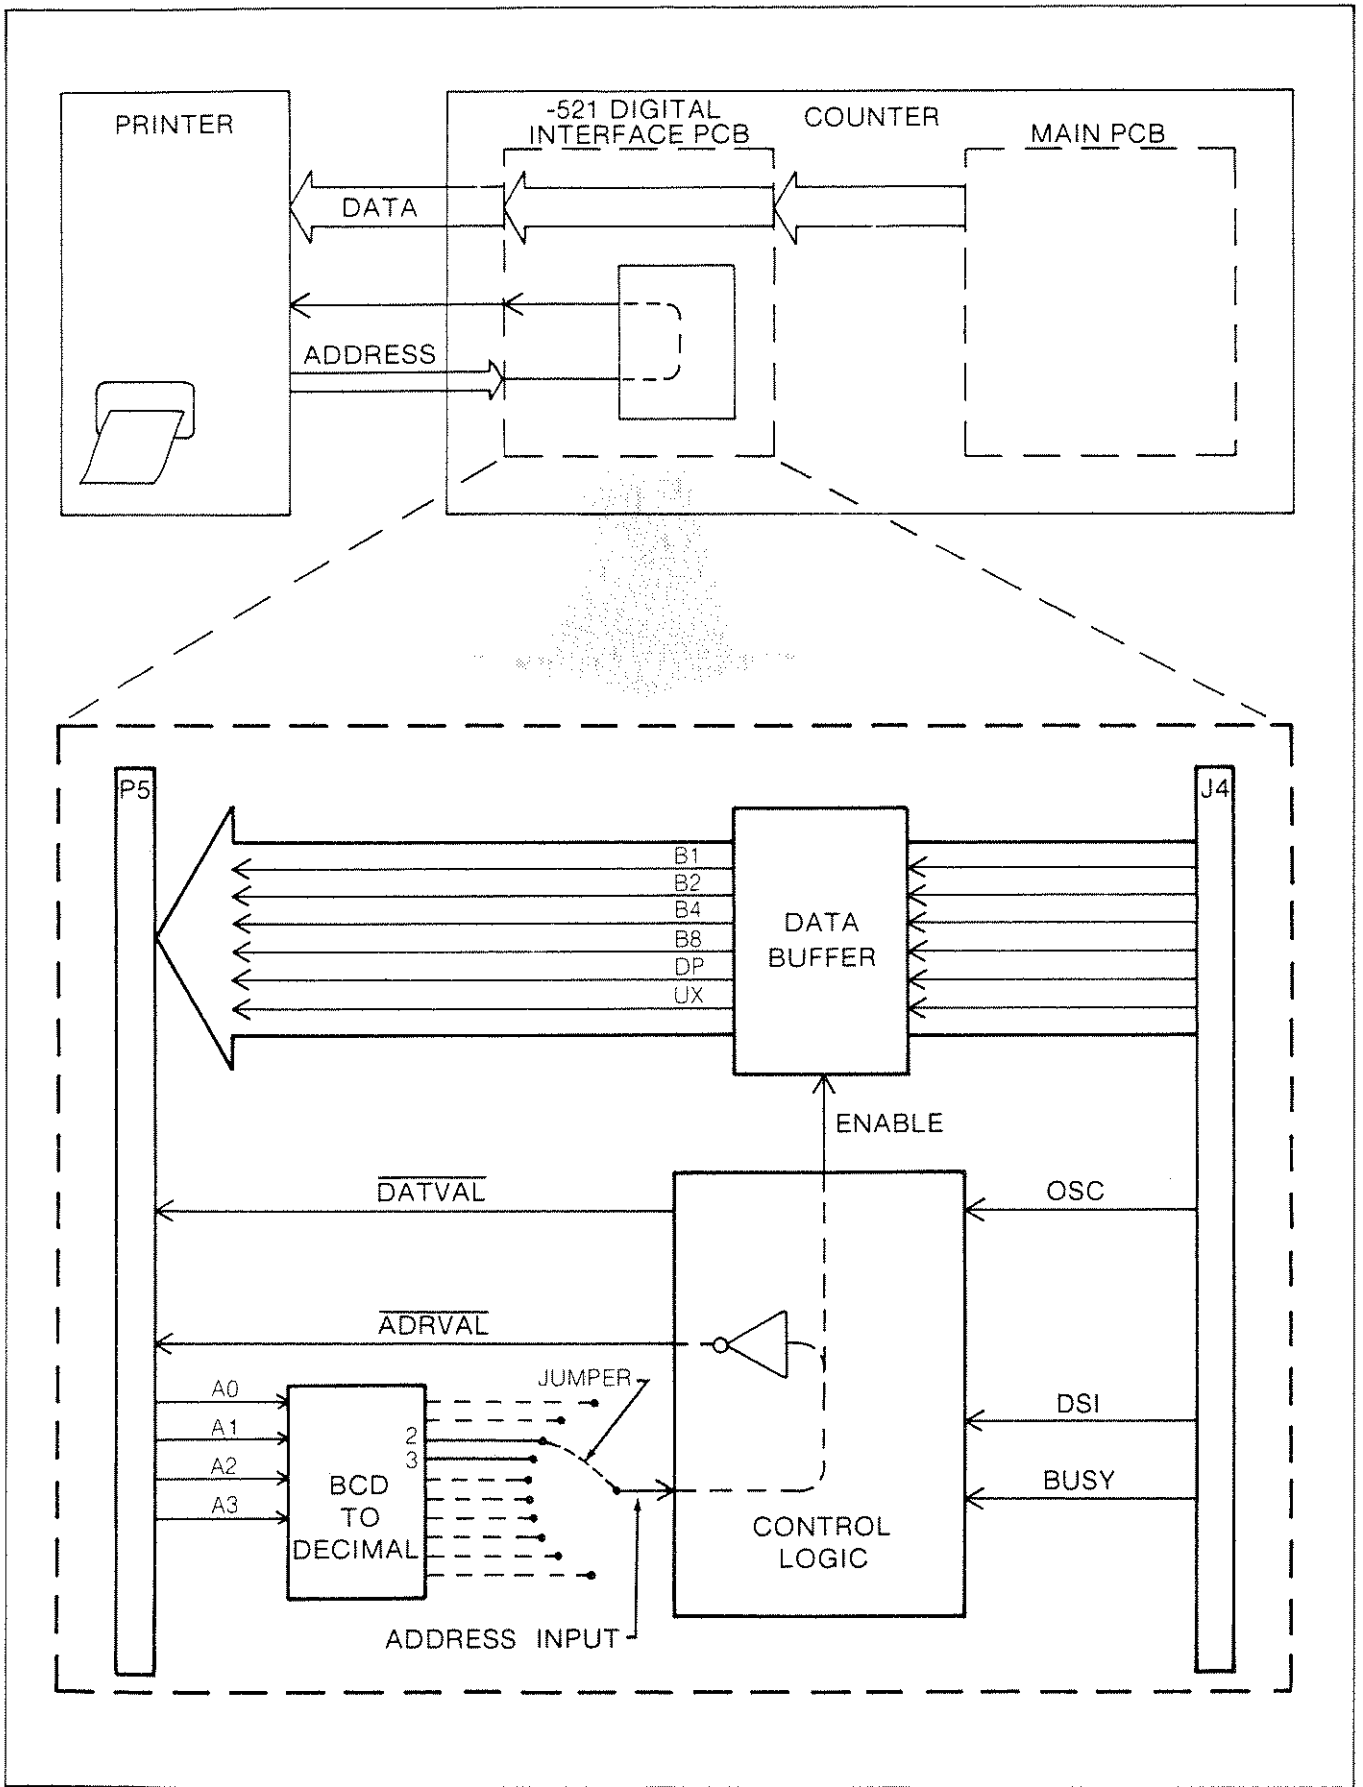 PRINTER
-521 DIGITAL
INTERFACE PCB
COUNTER
MAIN PCB
DATA
ADDRESS
P5
J4
B1
B2
B4
B8
DP
UX
DATA
BUFFER
ENABLE
DATVAL
OSC
ADRVAL
JUMPER
A0
A1
A2
A3
2
3
BCD
TO
DECIMAL
DSI
BUSY
CONTROL
LOGIC
ADDRESS INPUT